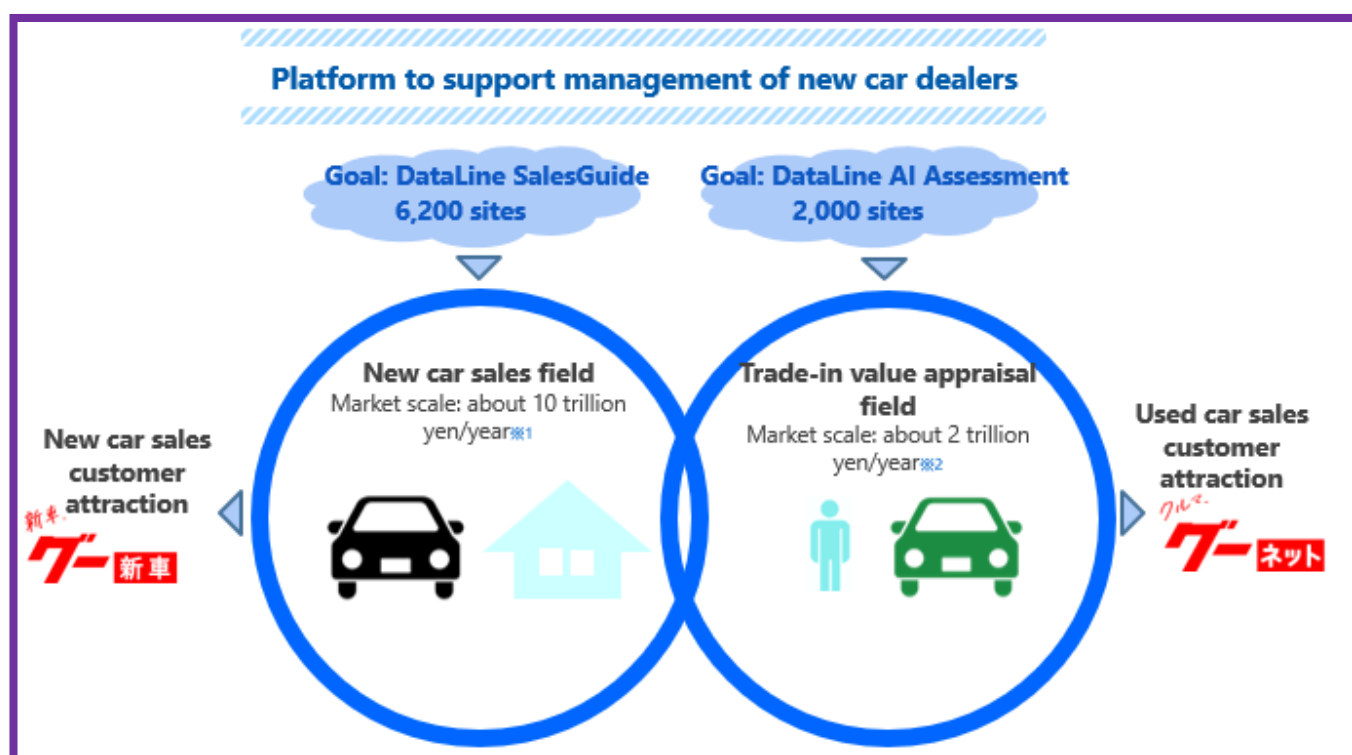 Platform to support management of new car dealers
Goal: DataLine SalesGuide
6,200 sites
Goal: DataLine AI Assessment
2,000 sites
New car sales field
Market scale: about 10 trillion
yen/year※1
Trade-in value appraisal
field
Market scale: about 2 trillion
yen/year※2
New car sales
customer
attraction
新車.
グー新車
Used car sales
customer
attraction
クルマ.
グーネット